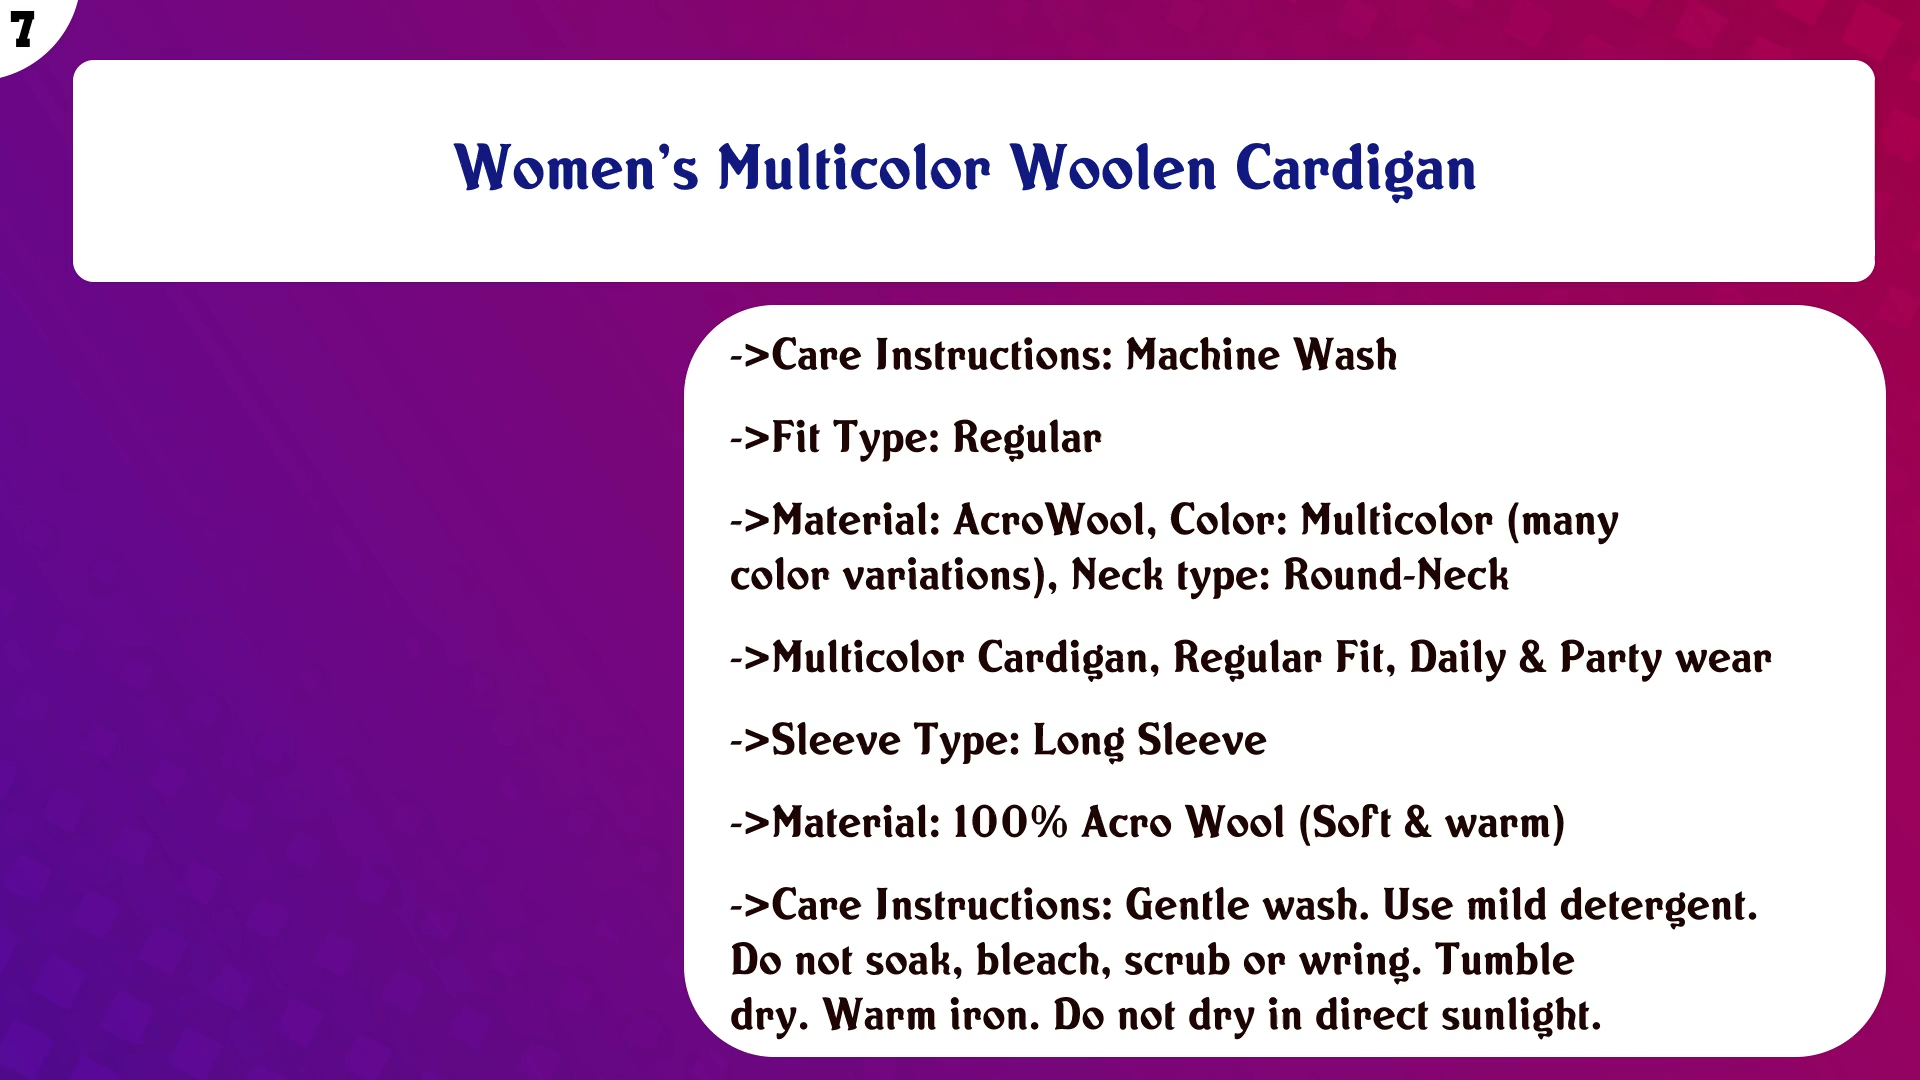 7
Women's Multicolor Woolen Cardigan
->Care Instructions: Machine Wash
->Fit Type: Regular
->Material: AcroWool, Color: Multicolor (many
color variations), Neck type: Round-Neck
->Multicolor Cardigan, Regular Fit, Daily & Party wear
->Sleeve Type: Long Sleeve
->Material: 100% Acro Wool (Soft & warm)
->Care Instructions: Gentle wash. Use mild detergent.
Do not soak, bleach, scrub or wring. Tumble
dry. Warm iron. Do not dry in direct sunlight.